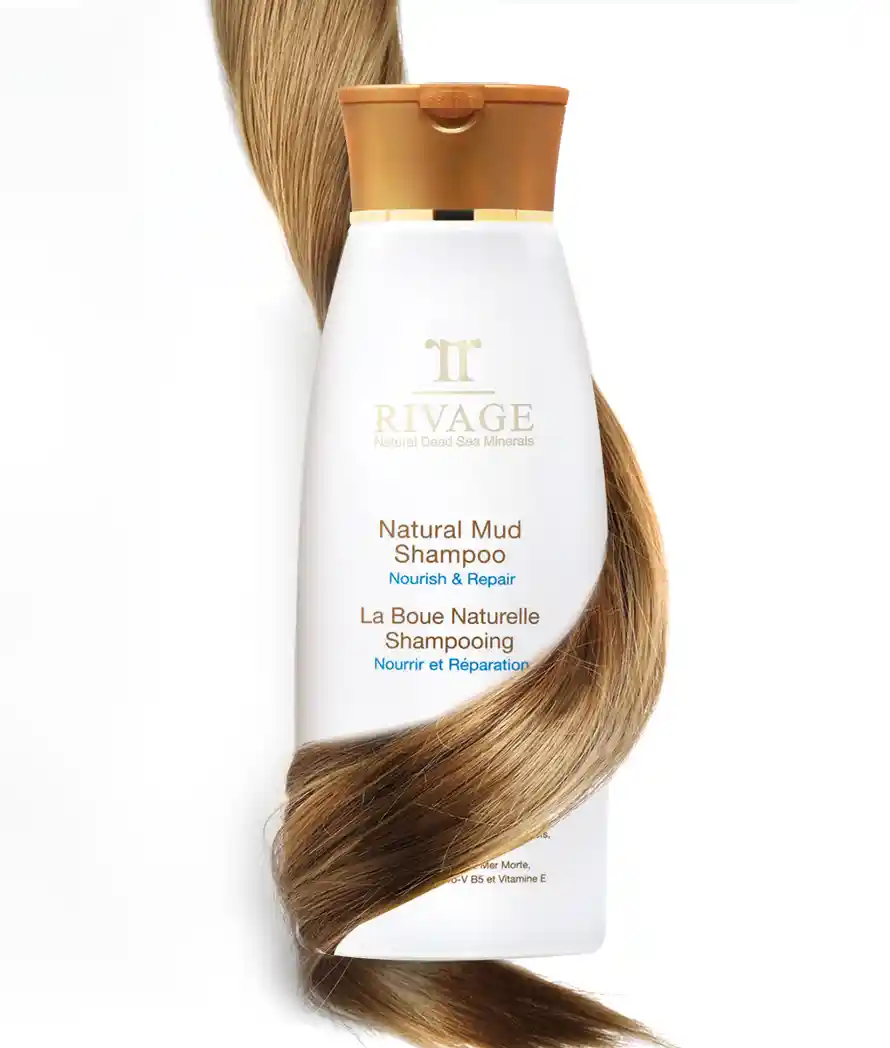 RIVAGE
Natural Dead Sea Minerals
Natural Mud
Shampoo
Nourish & Repair
La Boue Naturelle
Shampooing
Nourrir et Réparation
Mer Morte,
B5 et Vitamine E